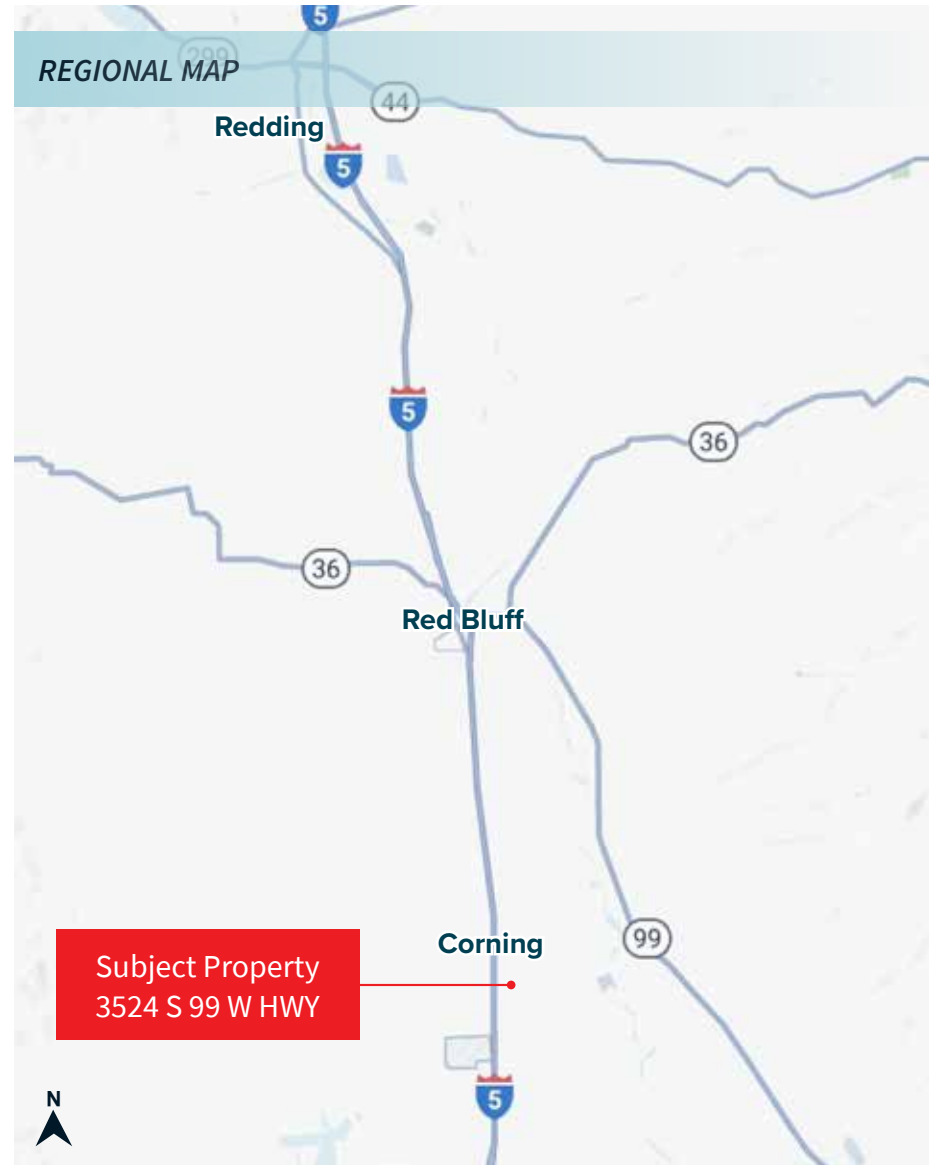 5
REGIONAL MAP
299
44
Redding
5
5
36
36
Red Bluff
Corning
99
Subject Property
3524 S 99 W HWY
5
N